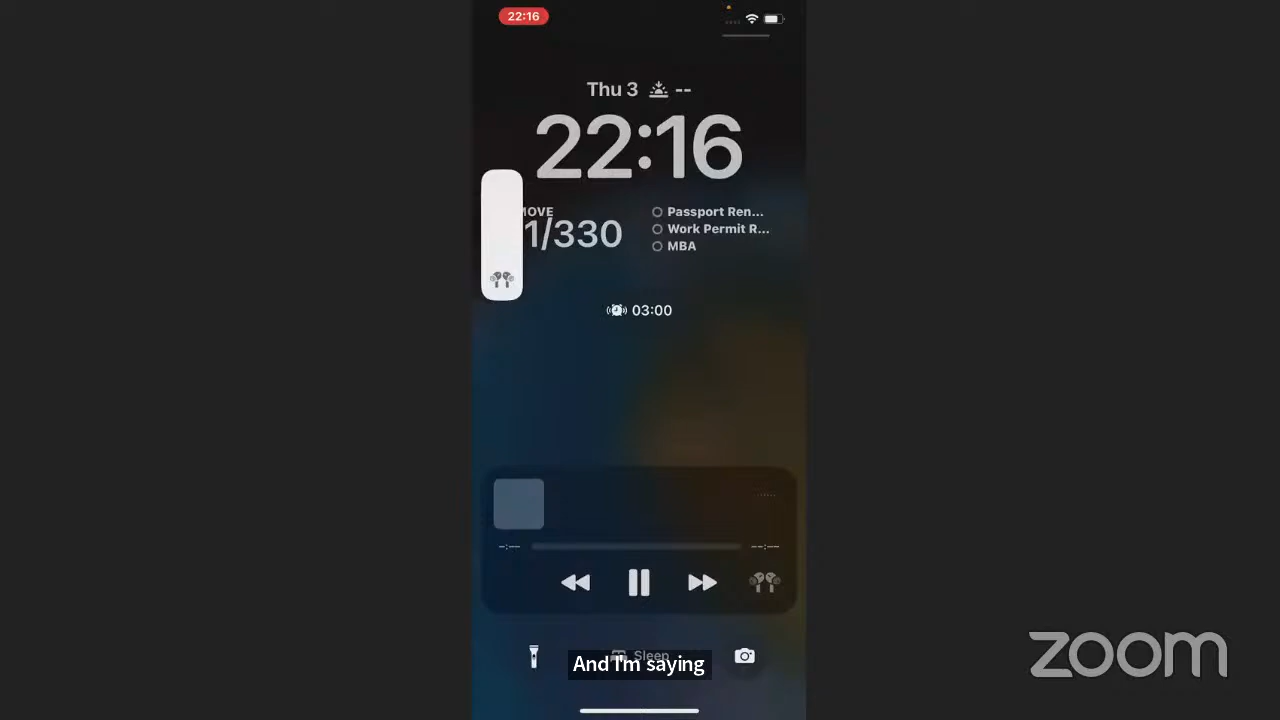 22:16
Thu 3 --
22:16
MOVE
1/330
Passport Ren...
Work Permit R...
MBA
03:00
--:-- --:--
Sleep
And I'm saying
zoom